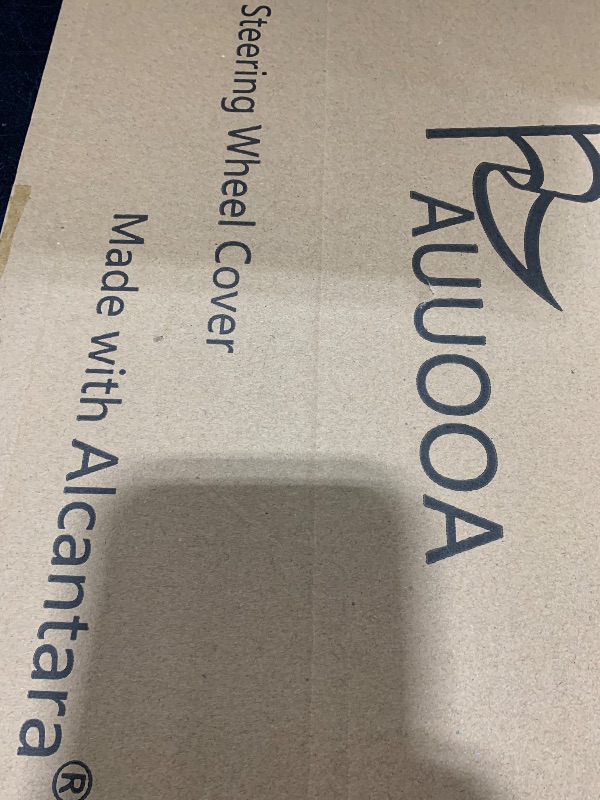 AUUOOA
Steering Wheel Cover
Made with Alcantara®